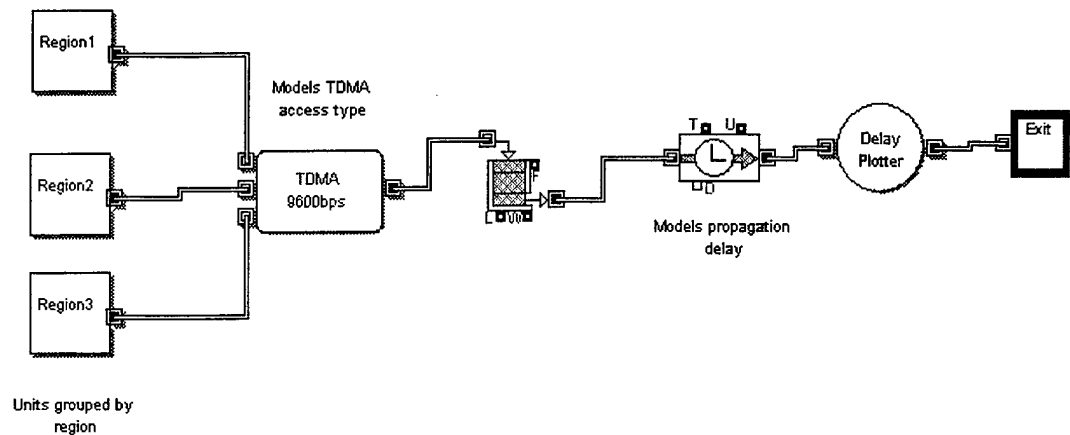 Region1
Models TDMA
access type
Region2
TDMA
9600bps
F
L W
T U
D
Models propagation
delay
Delay
Plotter
Exit
Region3
Units grouped by
region